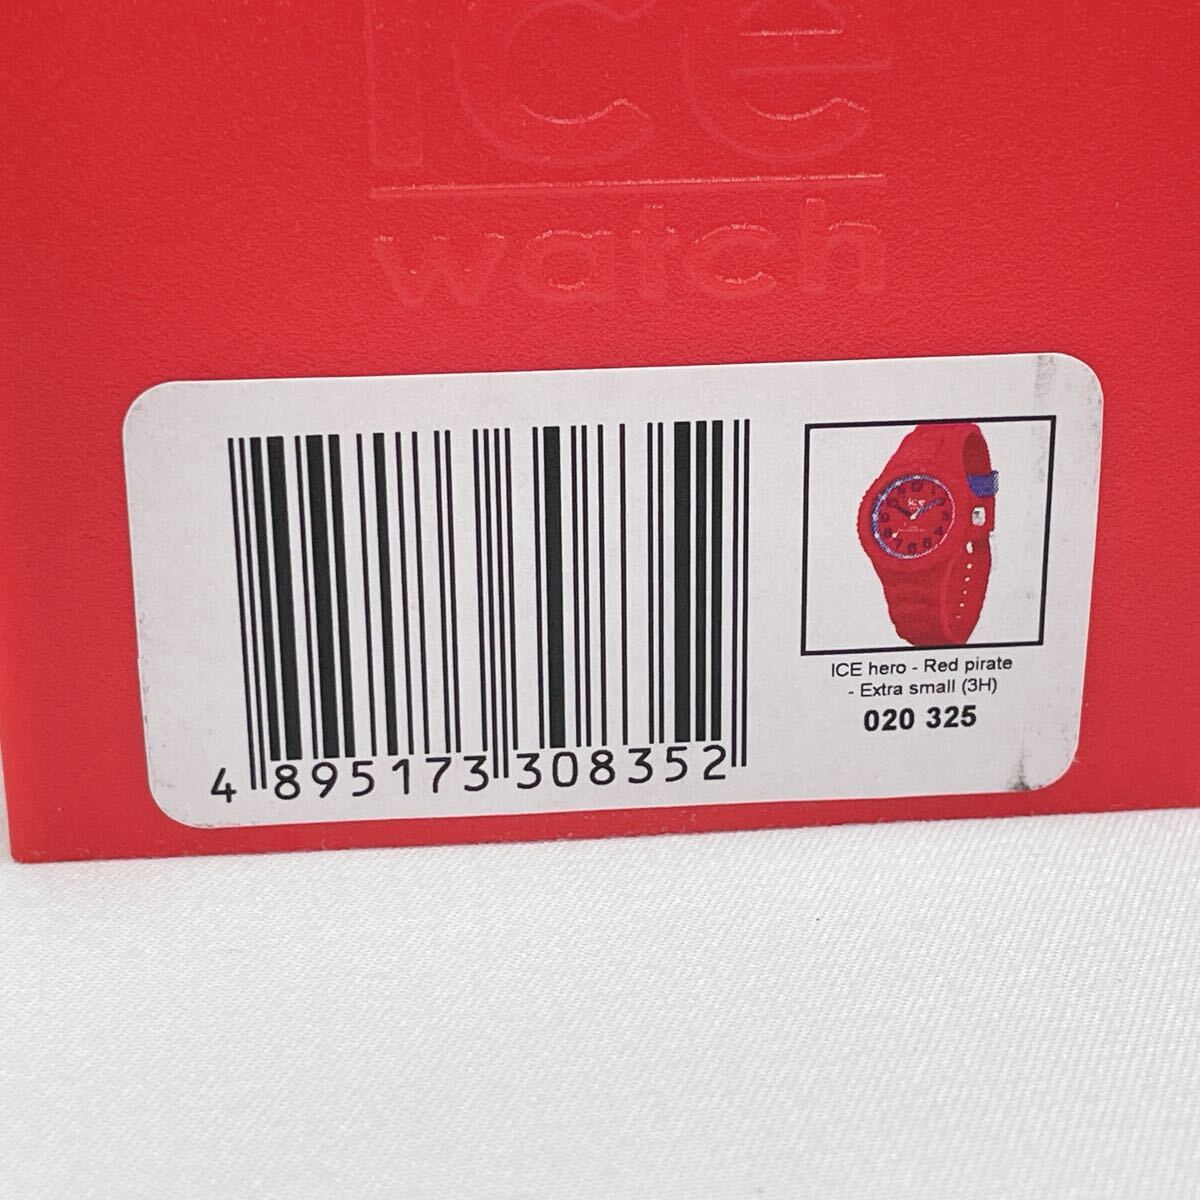 ice
watch
4 895173 308352
ICE hero - Red pirate
- Extra small (3H)
020 325